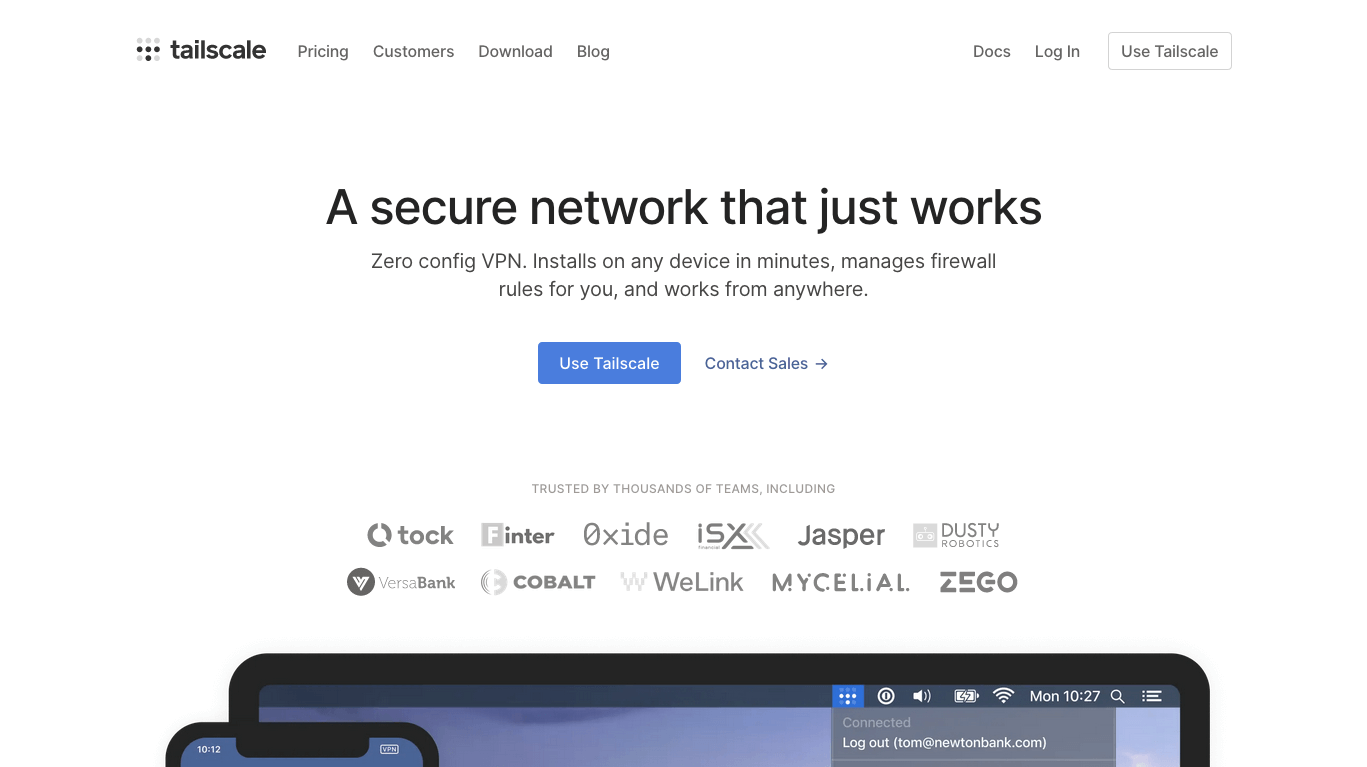 tailscale Pricing Customers Download Blog Docs Log In Use Tailscale
A secure network that just works
Zero config VPN. Installs on any device in minutes, manages firewall
rules for you, and works from anywhere.
Use Tailscale Contact Sales →
TRUSTED BY THOUSANDS OF TEAMS, INCLUDING
tock Finter 0xide iSX Financial Jasper DUSTY ROBOTICS
VersaBank COBALT WeLink MYCELIAL ZEGO
Mon 10:27
Connected
Log out (tom@newtonbank.com)
10:12 VPN